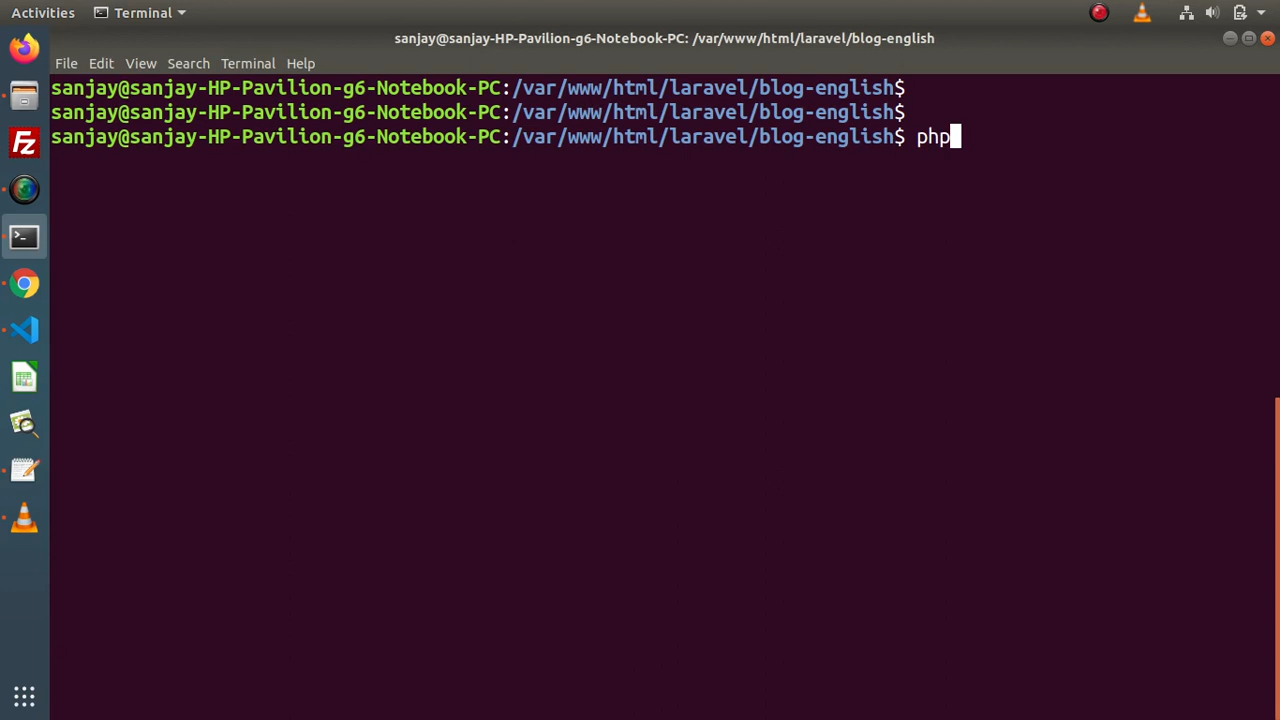 Activities Terminal
sanjay@sanjay-HP-Pavilion-g6-Notebook-PC: /var/www/html/laravel/blog-english
File Edit View Search Terminal Help
sanjay@sanjay-HP-Pavilion-g6-Notebook-PC:/var/www/html/laravel/blog-english$
sanjay@sanjay-HP-Pavilion-g6-Notebook-PC:/var/www/html/laravel/blog-english$
sanjay@sanjay-HP-Pavilion-g6-Notebook-PC:/var/www/html/laravel/blog-english$ php